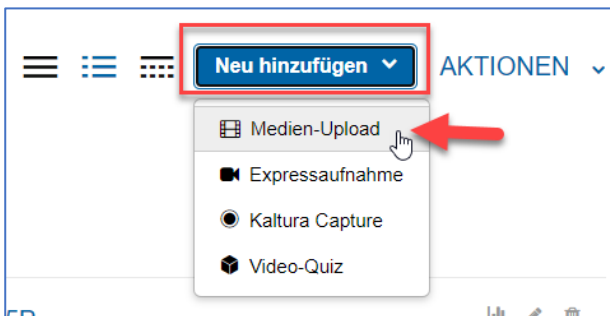 Neu hinzufügen AKTIONEN
Medien-Upload
Expressaufnahme
Kaltura Capture
Video-Quiz